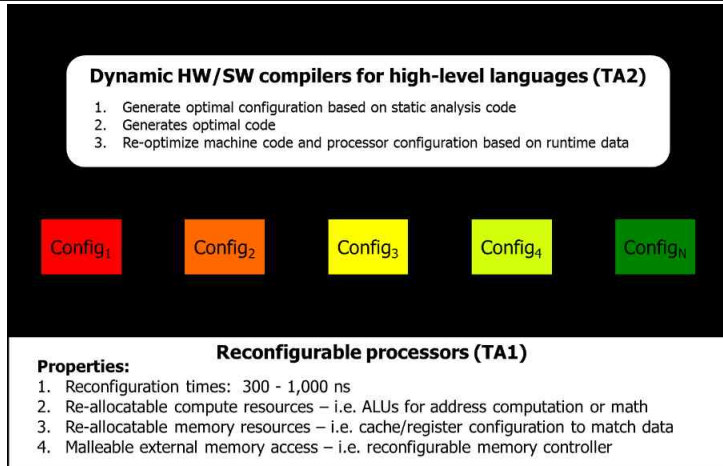 Dynamic HW/SW compilers for high-level languages (TA2)
1. Generate optimal configuration based on static analysis code
2. Generates optimal code
3. Re-optimize machine code and processor configuration based on runtime data
Config₁ Config₂ Config₃ Config₄ Config_N
Reconfigurable processors (TA1)
Properties:
1. Reconfiguration times: 300 - 1,000 ns
2. Re-allocatable compute resources – i.e. ALUs for address computation or math
3. Re-allocatable memory resources – i.e. cache/register configuration to match data
4. Malleable external memory access – i.e. reconfigurable memory controller